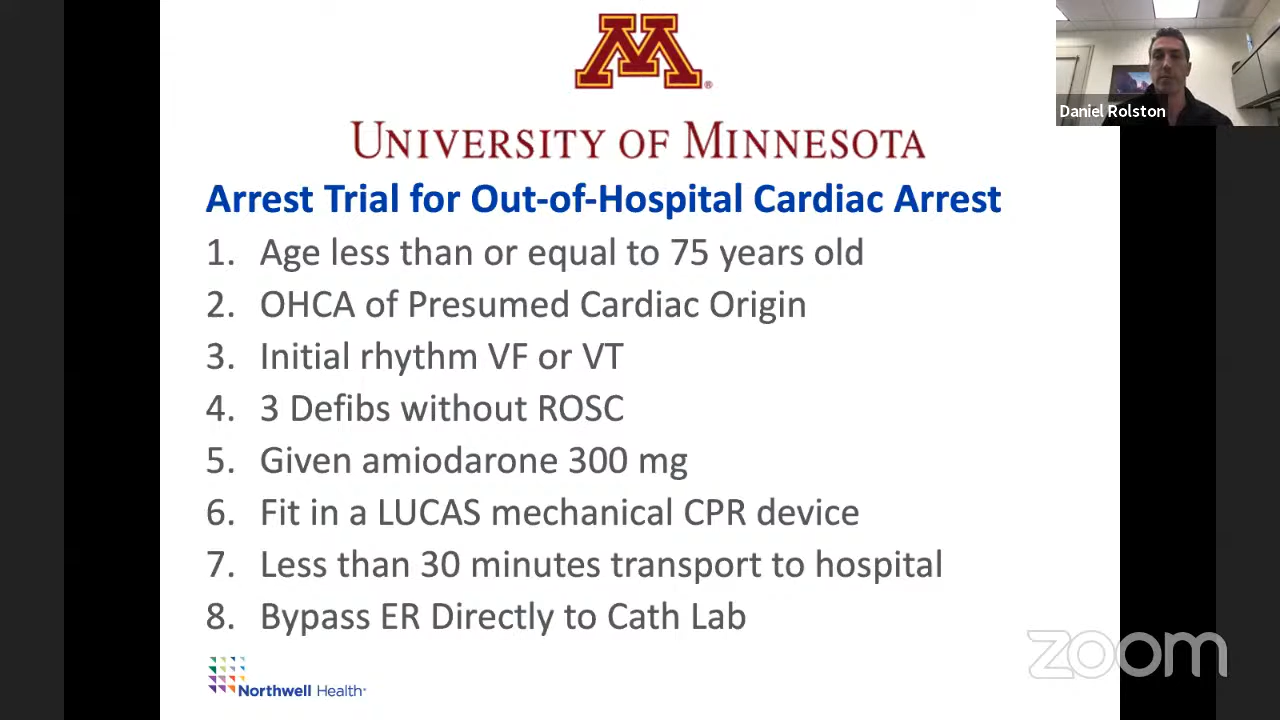 M®
UNIVERSITY OF MINNESOTA
Daniel Rolston
Arrest Trial for Out-of-Hospital Cardiac Arrest
1. Age less than or equal to 75 years old
2. OHCA of Presumed Cardiac Origin
3. Initial rhythm VF or VT
4. 3 Defibs without ROSC
5. Given amiodarone 300 mg
6. Fit in a LUCAS mechanical CPR device
7. Less than 30 minutes transport to hospital
8. Bypass ER Directly to Cath Lab
zoom
Northwell Health